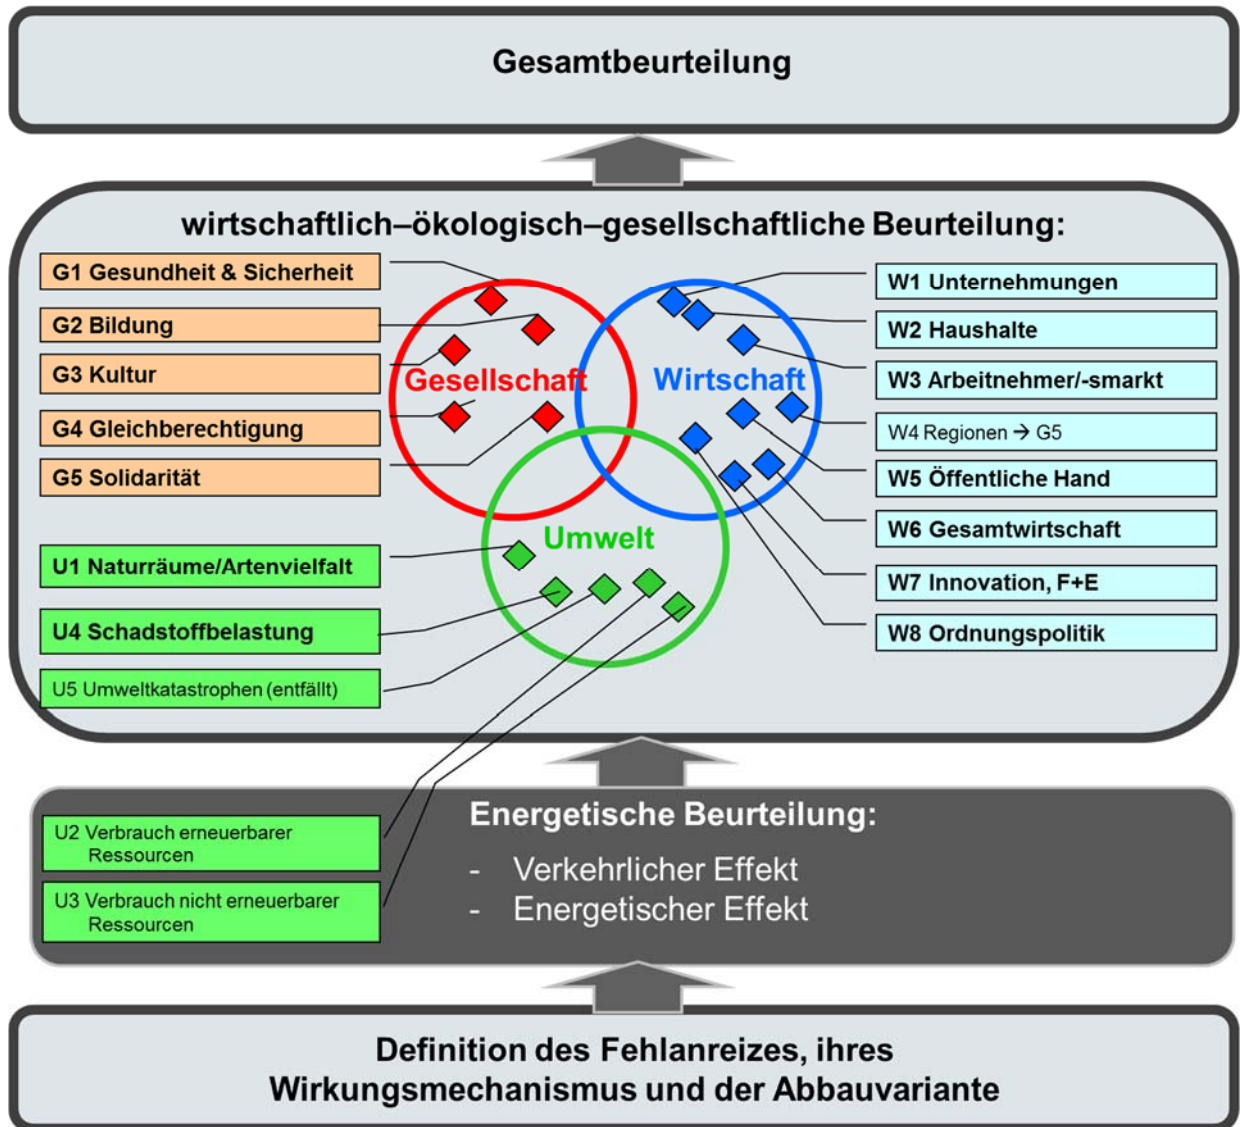 Gesamtbeurteilung
wirtschaftlich–ökologisch–gesellschaftliche Beurteilung:
G1 Gesundheit & Sicherheit
G2 Bildung
G3 Kultur
G4 Gleichberechtigung
G5 Solidarität
U1 Naturräume/Artenvielfalt
U4 Schadstoffbelastung
U5 Umweltkatastrophen (entfällt)
Gesellschaft
Wirtschaft
Umwelt
W1 Unternehmungen
W2 Haushalte
W3 Arbeitnehmer/-smarkt
W4 Regionen → G5
W5 Öffentliche Hand
W6 Gesamtwirtschaft
W7 Innovation, F+E
W8 Ordnungspolitik
U2 Verbrauch erneuerbarer
Ressourcen
U3 Verbrauch nicht erneuerbarer
Ressourcen
Energetische Beurteilung:
- Verkehrlicher Effekt
- Energetischer Effekt
Definition des Fehlanreizes, ihres
Wirkungsmechanismus und der Abbauvariante